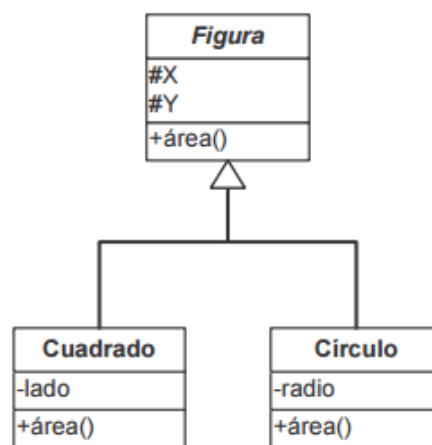 Figura
#X
#Y
+área()
Cuadrado
-lado
+área()
Círculo
-radio
+área()